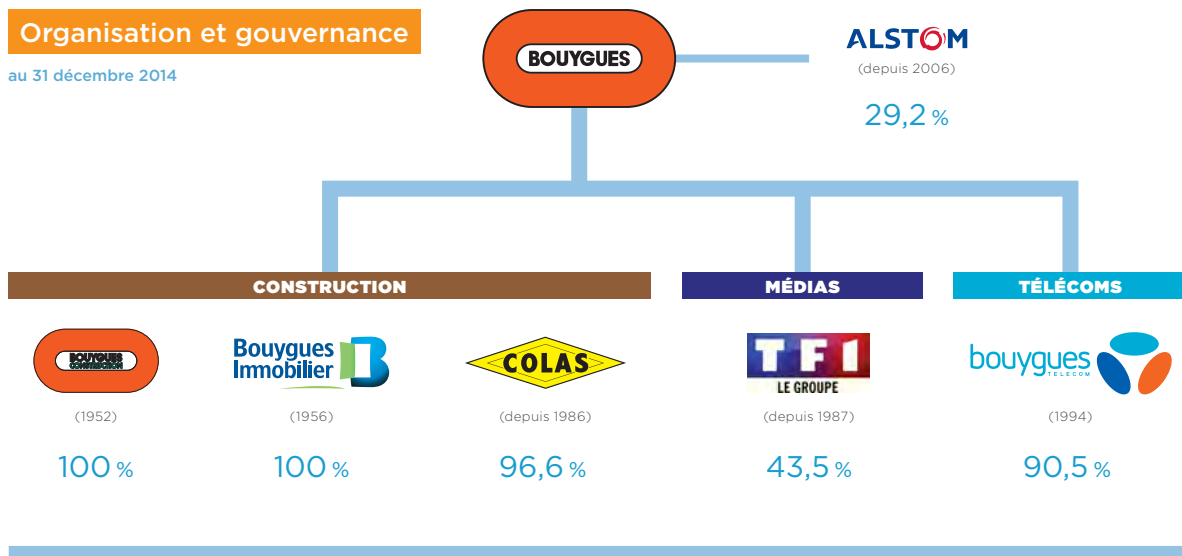 Organisation et gouvernance
au 31 décembre 2014
BOUYGUES
ALSTOM
(depuis 2006)
29,2 %
CONSTRUCTION
MÉDIAS
TÉLÉCOMS
BOUYGUES
CONSTRUCTION
Bouygues
Immobilier
COLAS
TF1
LE GROUPE
bouygues
TELECOM
(1952)
(1956)
(depuis 1986)
(depuis 1987)
(1994)
100 %
100 %
96,6 %
43,5 %
90,5 %